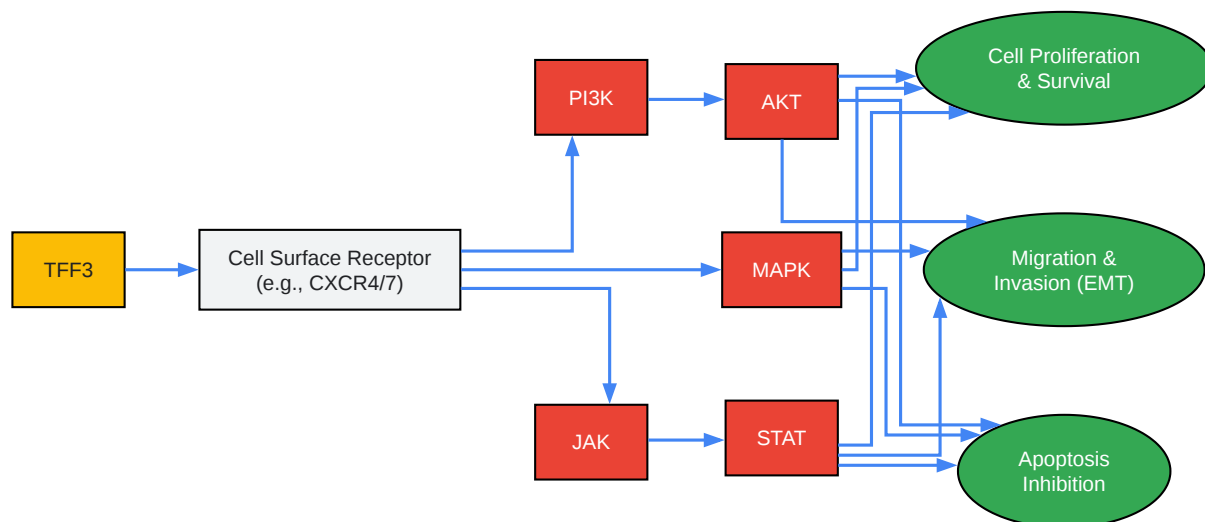 Cell Proliferation
& Survival
PI3K
AKT
TFF3
Cell Surface Receptor
(e.g., CXCR4/7)
MAPK
Migration &
Invasion (EMT)
JAK
STAT
Apoptosis
Inhibition